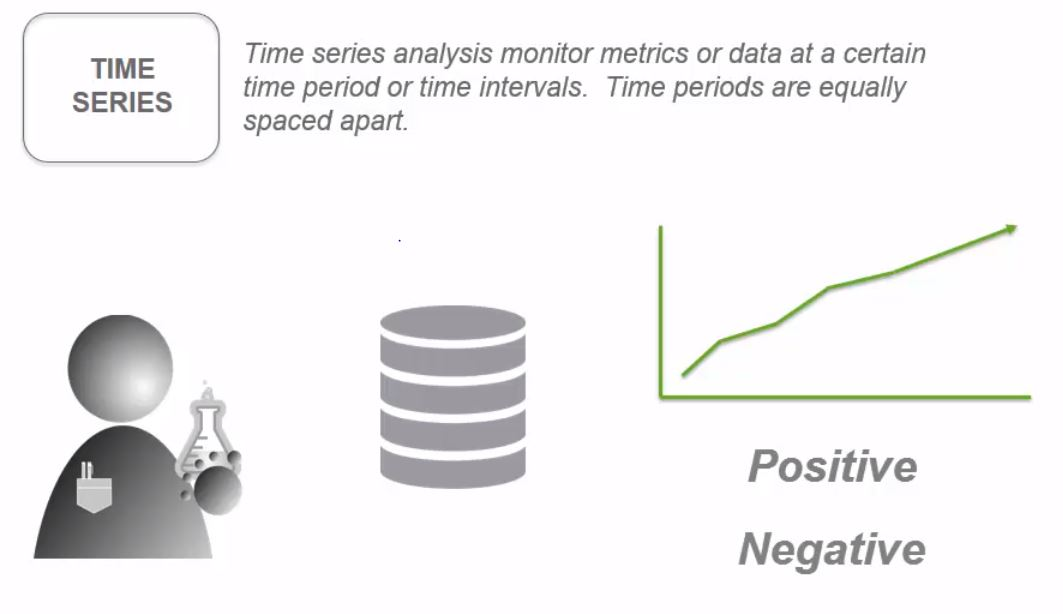 TIME
SERIES
Time series analysis monitor metrics or data at a certain
time period or time intervals.  Time periods are equally
spaced apart.
Positive
Negative